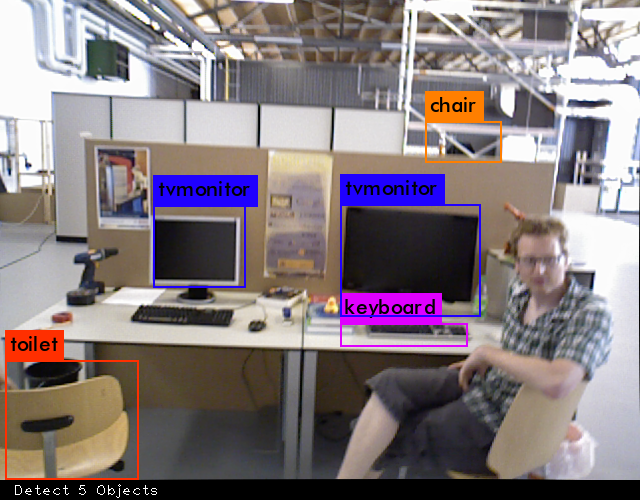 chair
tvmonitor
tvmonitor
keyboard
toilet
Detect 5 Objects